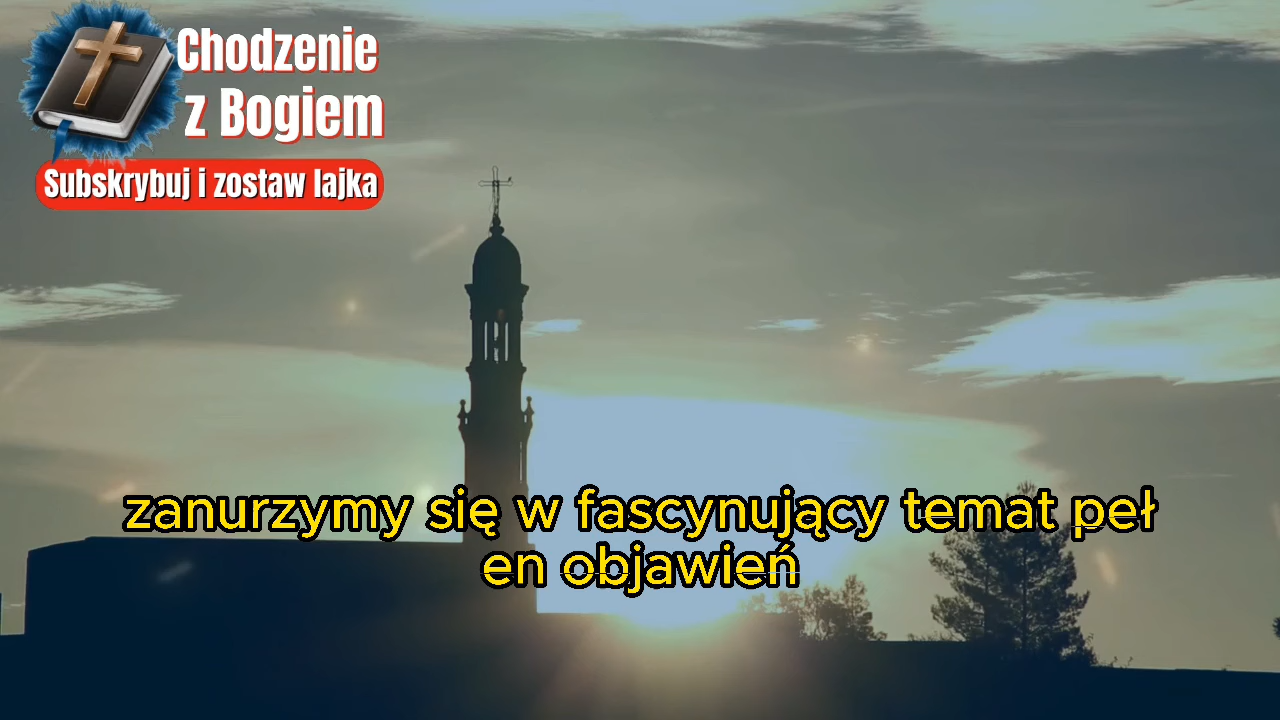 Chodzenie
z Bogiem
Subskrybuj i zostaw lajka
zanurzymy się w fascynujący temat peł
en objawień